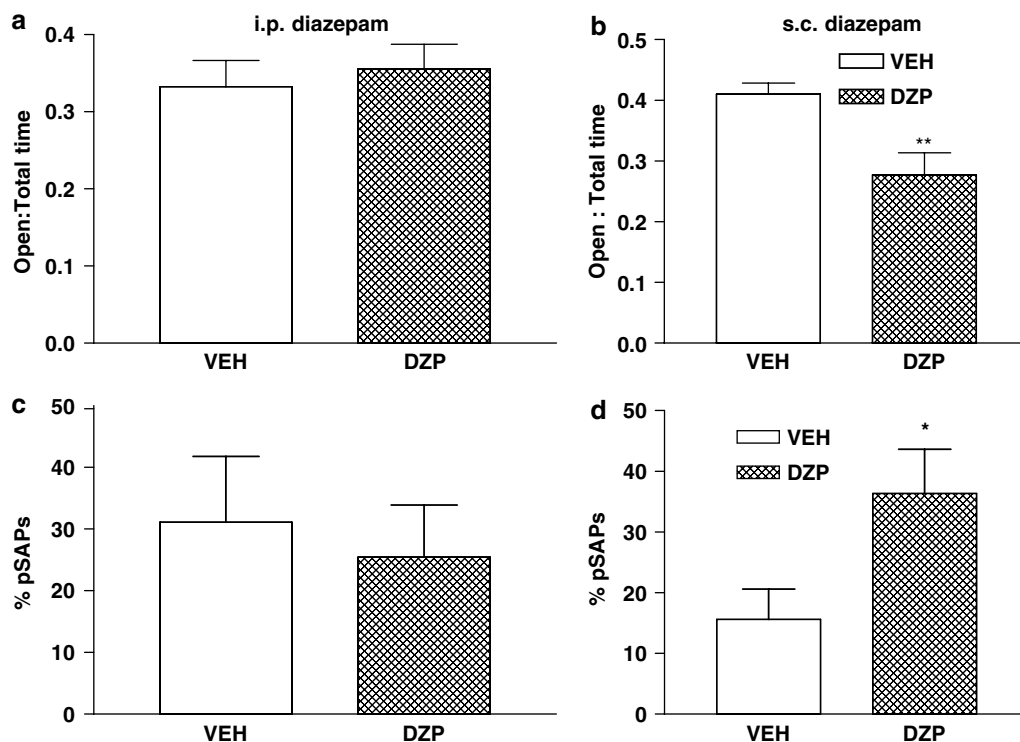 a
i.p. diazepam
0.4
0.3
0.2
0.1
0.0
Open:Total time
VEH
DZP
b
s.c. diazepam
0.5
0.4
0.3
0.2
0.1
0.0
Open : Total time
VEH
DZP
**
VEH
DZP
c
50
40
30
20
10
0
% pSAPs
VEH
DZP
d
50
40
30
20
10
0
% pSAPs
VEH
DZP
*
VEH
DZP